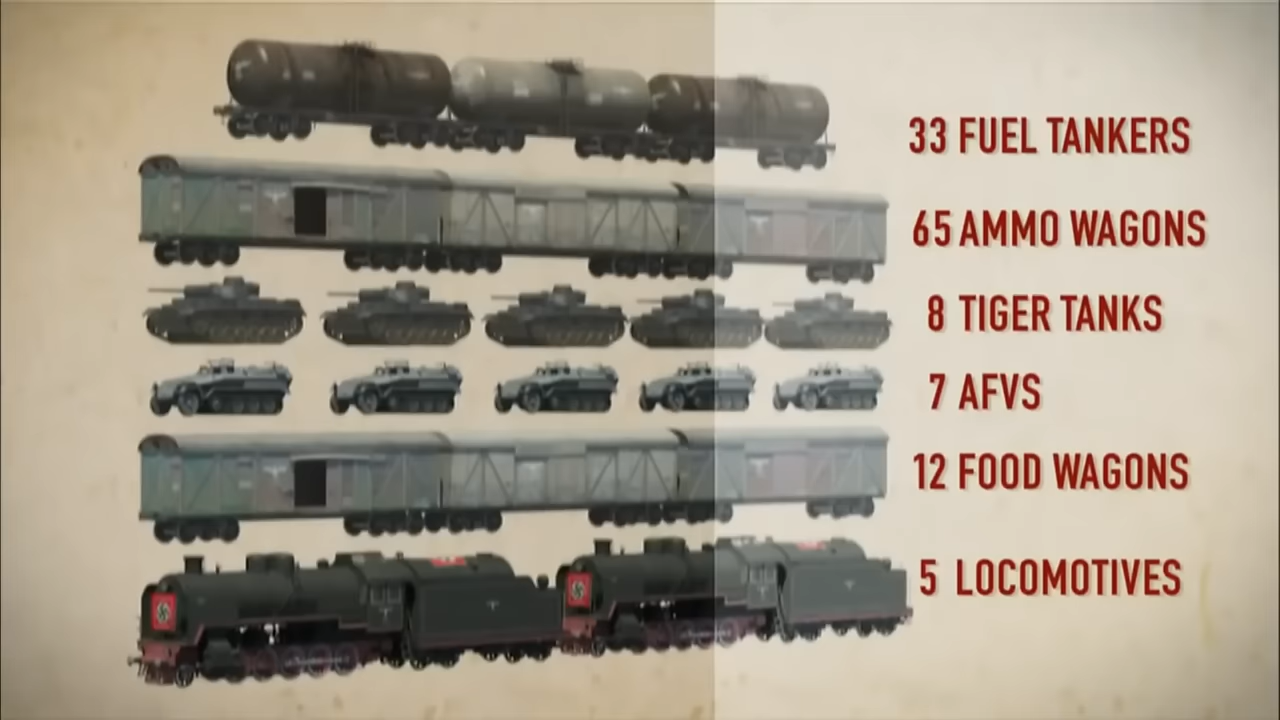 33 FUEL TANKERS
65 AMMO WAGONS
8 TIGER TANKS
7 AFVS
12 FOOD WAGONS
5 LOCOMOTIVES